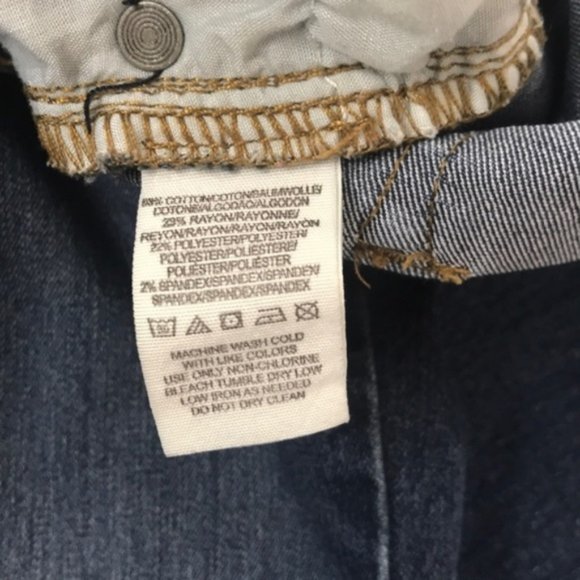 53% COTTON/COTON/BAUMWOLLE/
COTONE/ALGODÃO/ALGODON
23% RAYON/RAYONNE/
REYON/RAYON/RAYON/RAYON
22% POLYESTER/POLYESTER/
POLYESTER/POLIESTERE/
POLIÉSTER/POLIÉSTER
2% SPANDEX/SPANDEX/SPANDEX/
SPANDEX/SPANDEX/SPANDEX
MACHINE WASH COLD
WITH LIKE COLORS
USE ONLY NON-CHLORINE
BLEACH TUMBLE DRY LOW
LOW IRON AS NEEDED
DO NOT DRY CLEAN